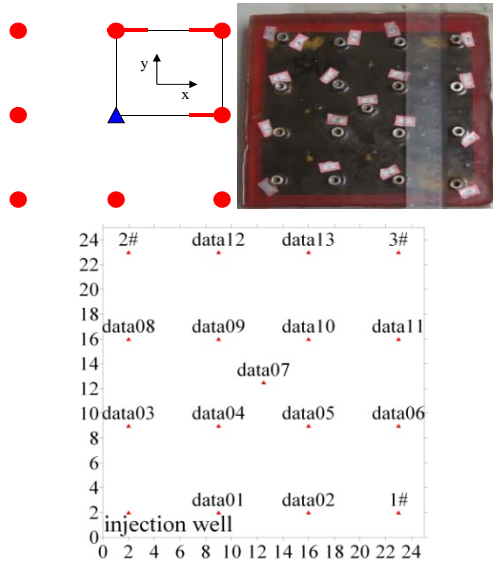 y
x
24
2#
data12
data13
3#
22
20
18
data08
data09
data10
data11
16
14
data07
12
10
data03
data04
data05
data06
8
6
4
data01
data02
1#
2
injection well
0
0 2 4 6 8 10 12 14 16 18 20 22 24